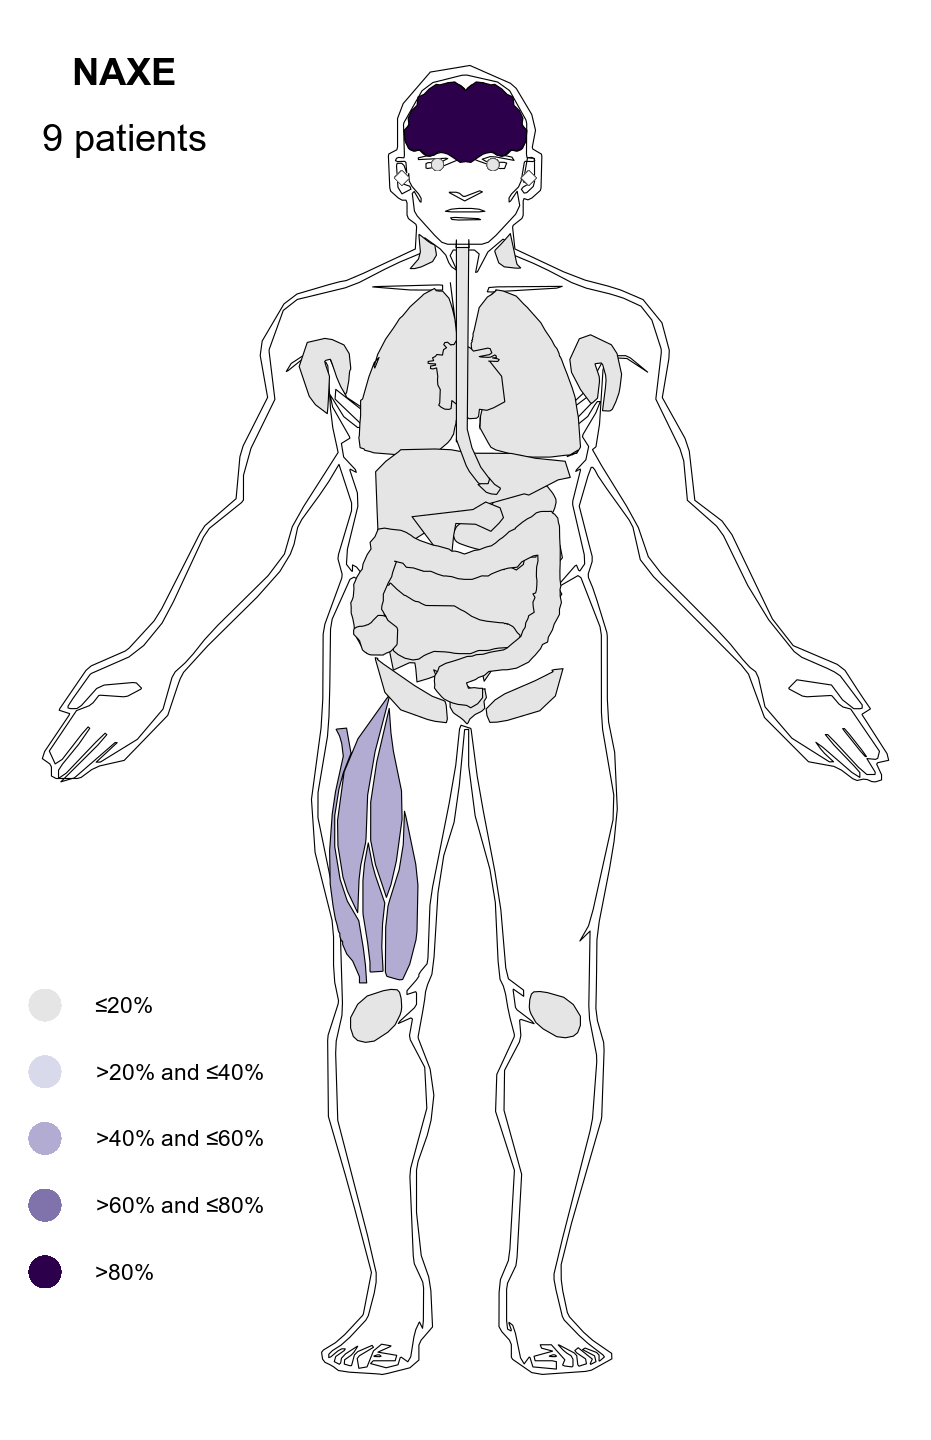 NAXE
9 patients
≤20%
>20% and ≤40%
>40% and ≤60%
>60% and ≤80%
>80%